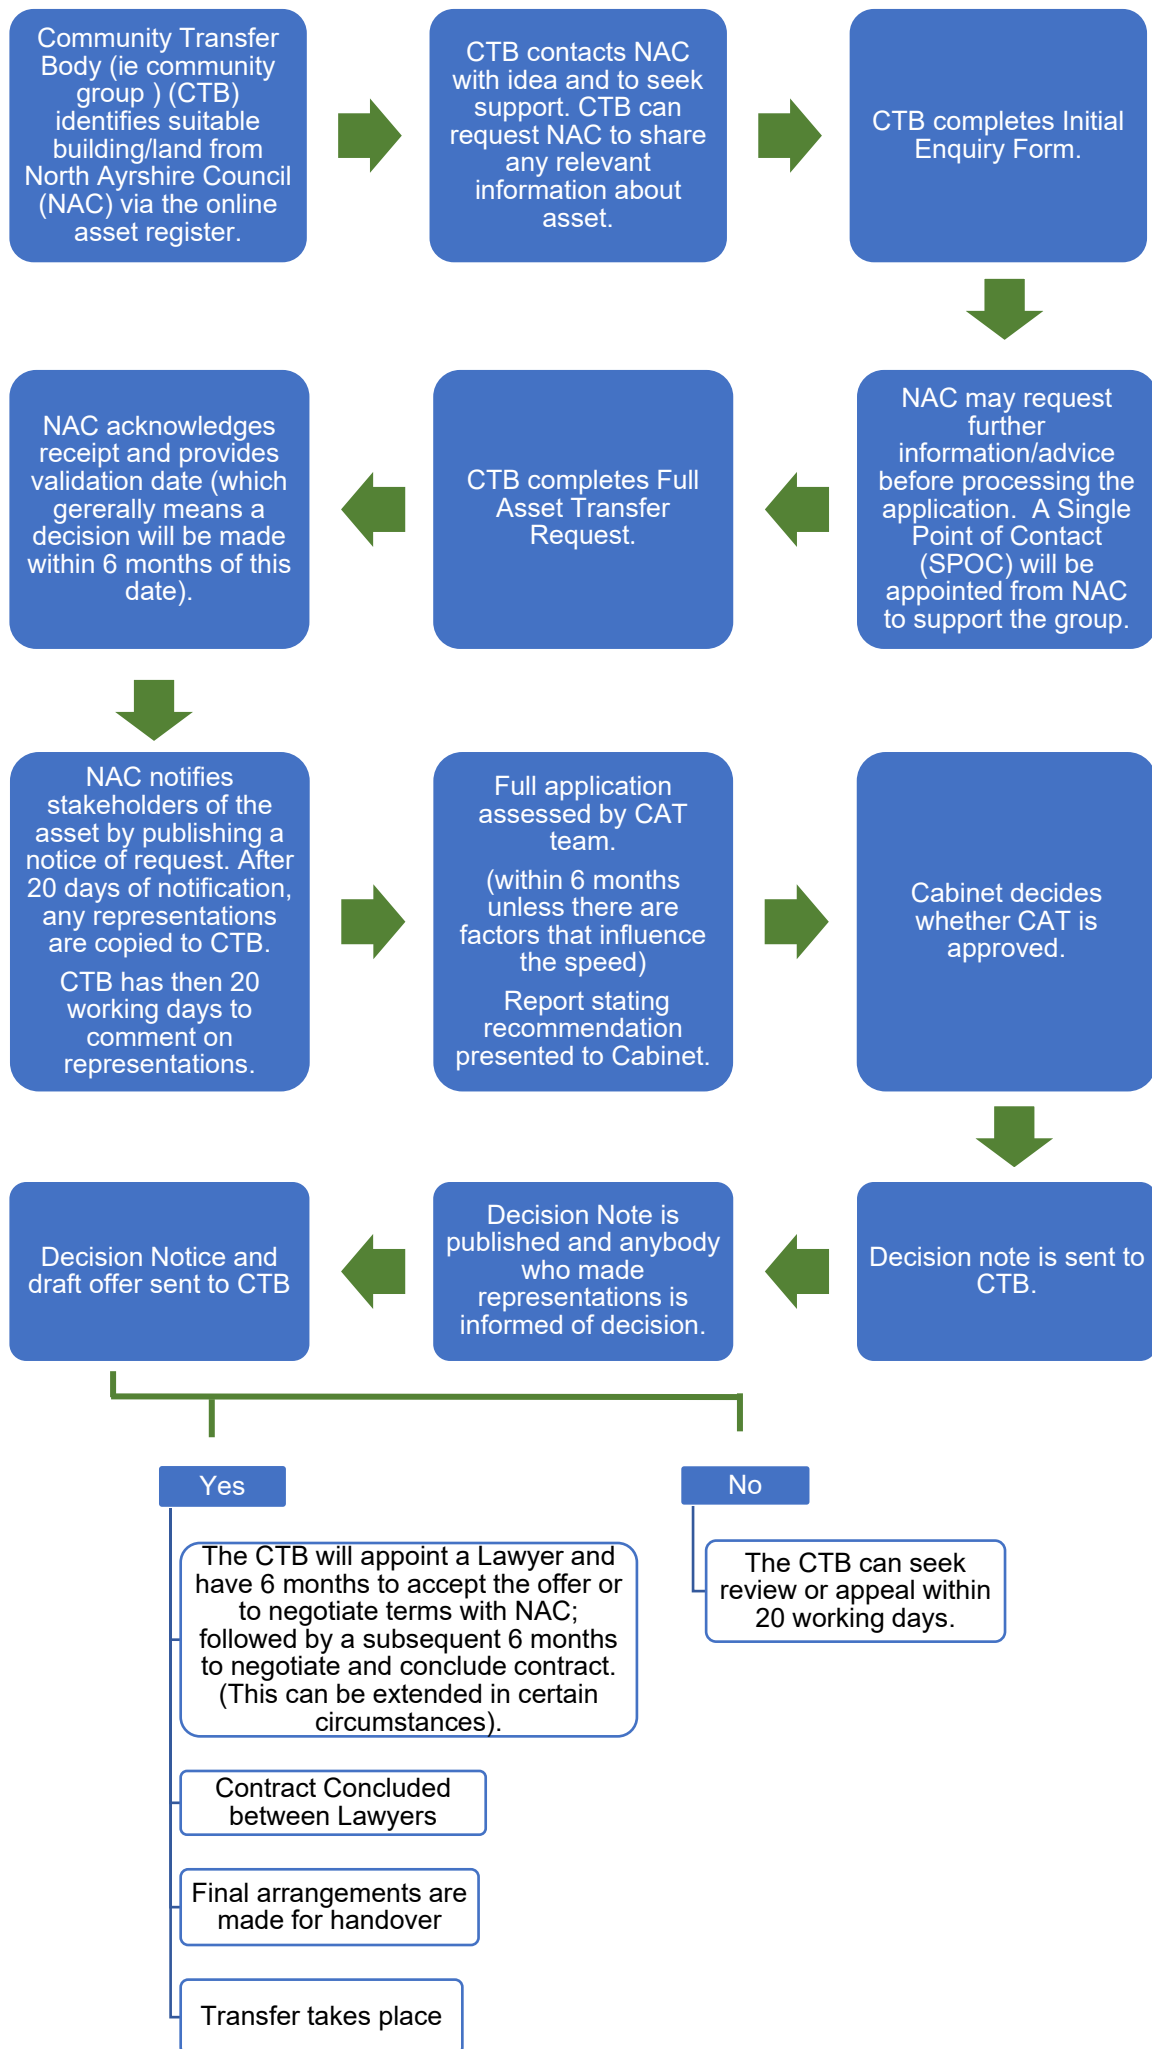 Community Transfer
Body (ie community
group ) (CTB)
identifies suitable
building/land from
North Ayrshire Council
(NAC) via the online
asset register.
CTB contacts NAC
with idea and to seek
support. CTB can
request NAC to share
any relevant
information about
asset.
CTB completes Initial
Enquiry Form.
NAC may request
further
information/advice
before processing the
application.  A Single
Point of Contact
(SPOC) will be
appointed from NAC
to support the group.
CTB completes Full
Asset Transfer
Request.
NAC acknowledges
receipt and provides
validation date (which
gererally means a
decision will be made
within 6 months of this
date).
NAC notifies
stakeholders of the
asset by publishing a
notice of request. After
20 days of notification,
any representations
are copied to CTB.
CTB has then 20
working days to
comment on
representations.
Full application
assessed by CAT
team.
(within 6 months
unless there are
factors that influence
the speed)
Report stating
recommendation
presented to Cabinet.
Cabinet decides
whether CAT is
approved.
Decision note is sent to
CTB.
Decision Note is
published and anybody
who made
representations is
informed of decision.
Decision Notice and
draft offer sent to CTB
Yes
The CTB will appoint a Lawyer and
have 6 months to accept the offer or
to negotiate terms with NAC;
followed by a subsequent 6 months
to negotiate and conclude contract.
(This can be extended in certain
circumstances).
Contract Concluded
between Lawyers
Final arrangements are
made for handover
Transfer takes place
No
The CTB can seek
review or appeal within
20 working days.